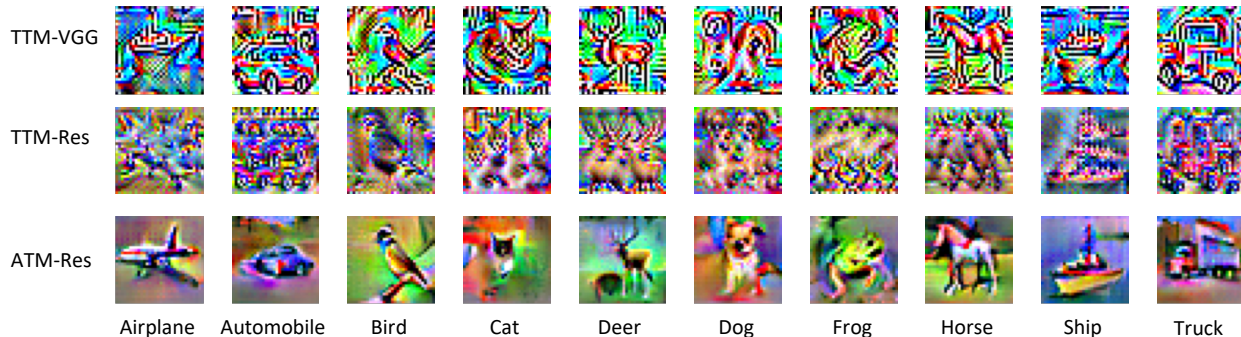 TTM-VGG
TTM-Res
ATM-Res
Airplane Automobile Bird Cat Deer Dog Frog Horse Ship Truck